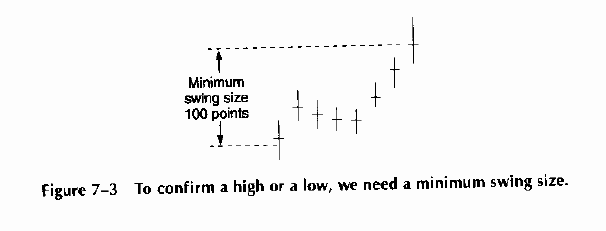 Minimum
swing size
100 points
Figure 7–3 To confirm a high or a low, we need a minimum swing size.